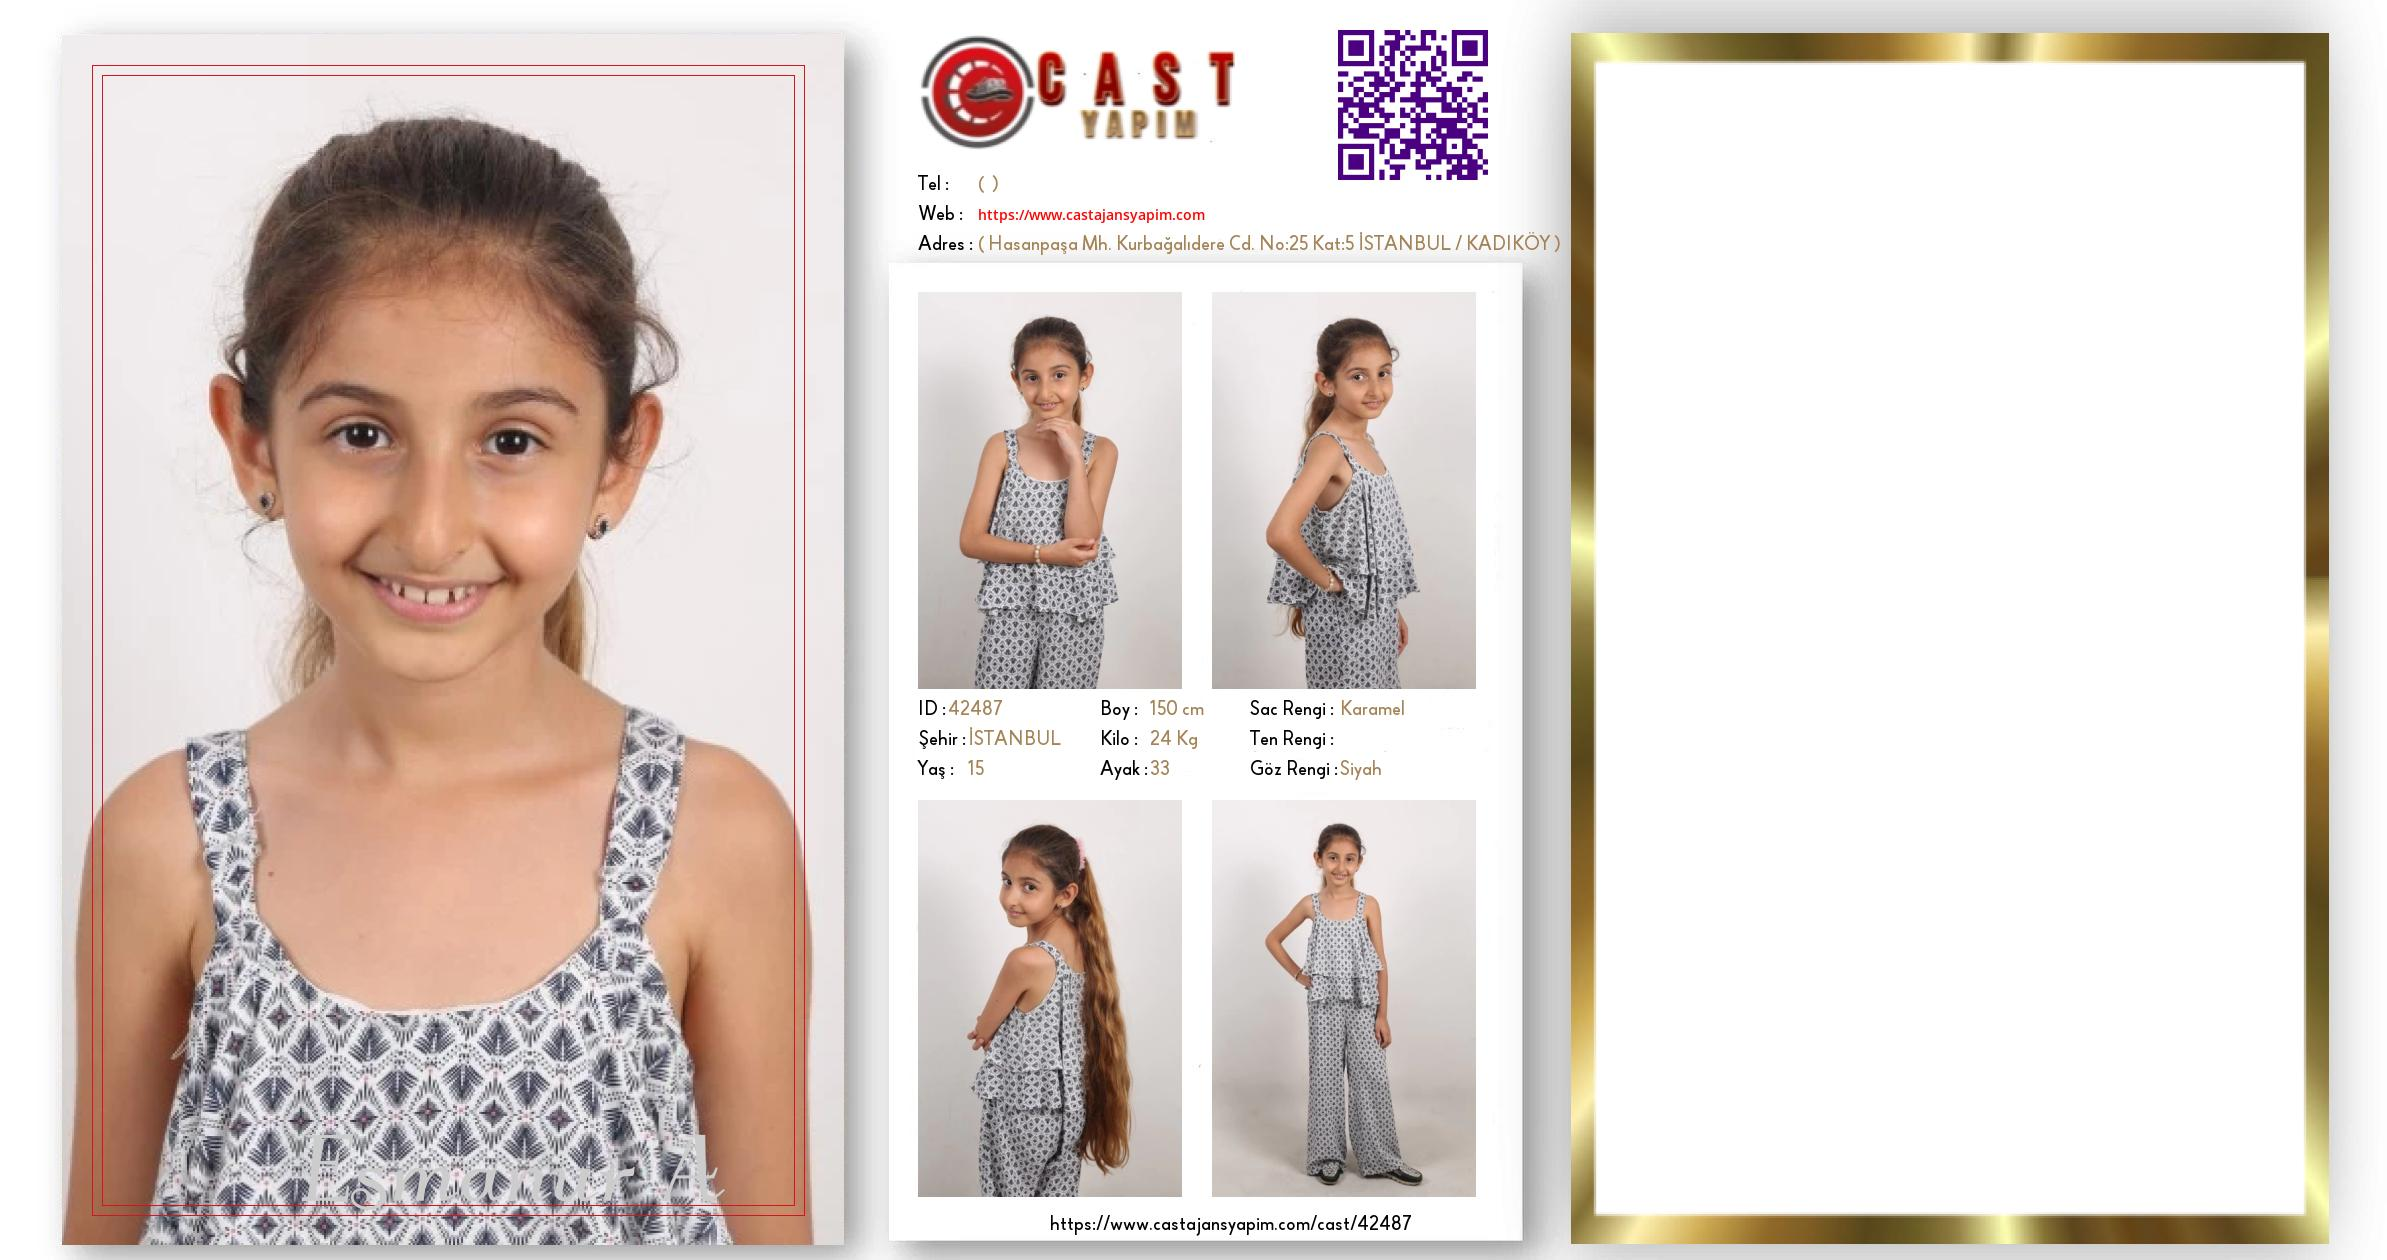 Esmanur A
CAST
YAPIM
Tel : ( )
Web : https://www.castajansyapim.com
Adres : ( Hasanpaşa Mh. Kurbağalıdere Cd. No:25 Kat:5 İSTANBUL / KADIKÖY )
ID : 42487 Boy : 150 cm Sac Rengi : Karamel
Şehir : İSTANBUL Kilo : 24 Kg Ten Rengi :
Yaş : 15 Ayak : 33 Göz Rengi : Siyah
https://www.castajansyapim.com/cast/42487